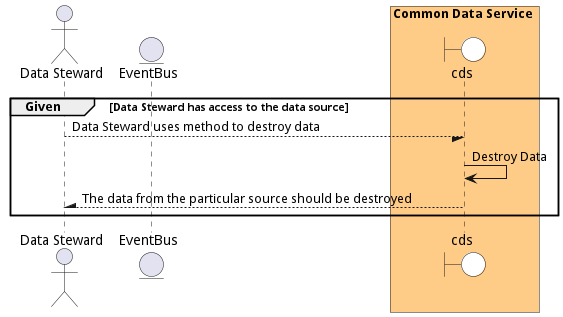 Common Data Service
Data Steward
EventBus
cds
Given
[Data Steward has access to the data source]
Data Steward uses method to destroy data
Destroy Data
The data from the particular source should be destroyed
Data Steward
EventBus
cds